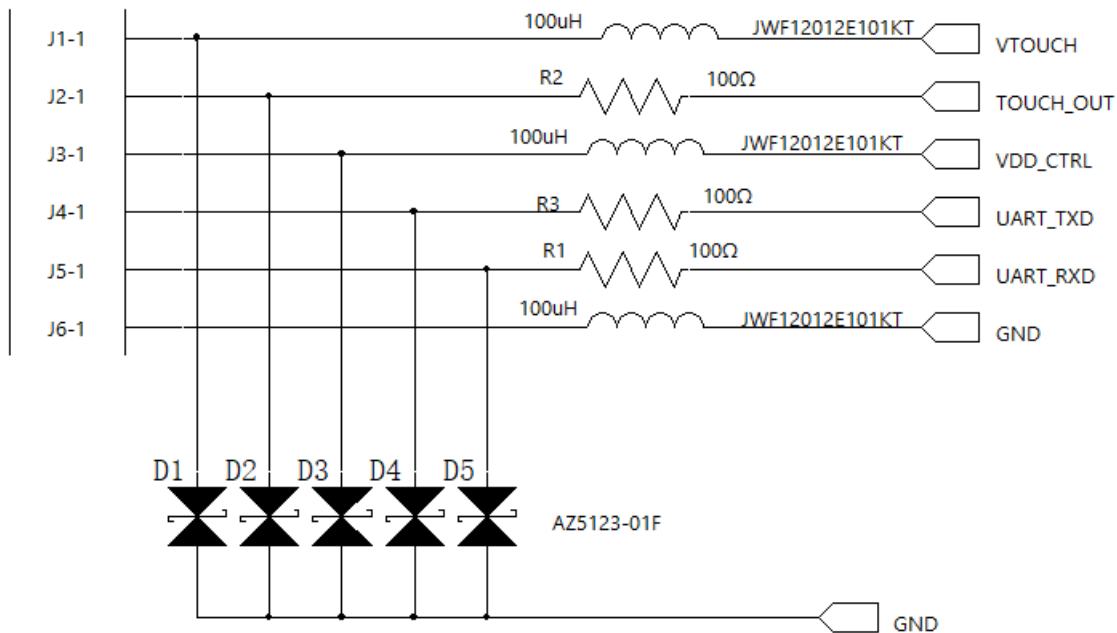 100uH JWF12012E101KT
J1-1 VTOUCH
R2 100Ω
J2-1 TOUCH_OUT
100uH JWF12012E101KT
J3-1 VDD_CTRL
R3 100Ω
J4-1 UART_TXD
R1 100Ω
J5-1 UART_RXD
100uH JWF12012E101KT
J6-1 GND
D1 D2 D3 D4 D5
AZ5123-01F
GND